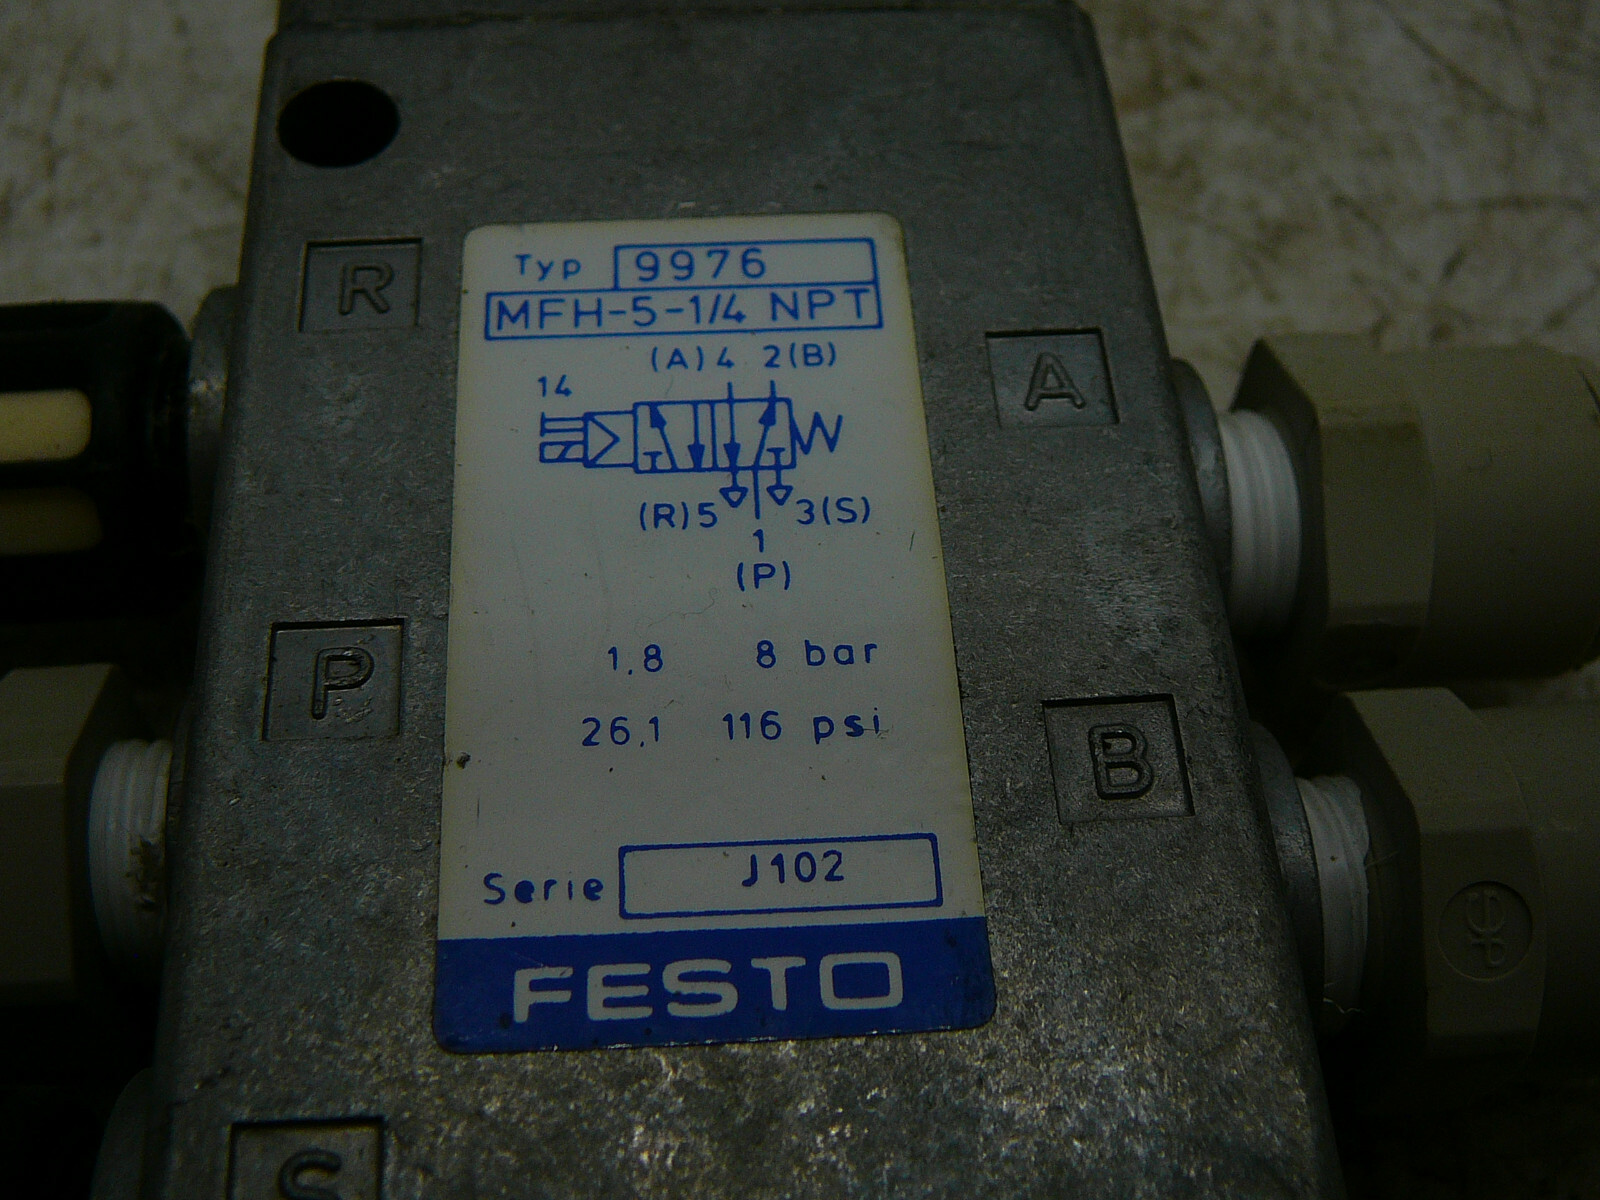 R
Typ 9976
MFH-5-1/4 NPT
(A) 4 2 (B)
14
(R) 5 3 (S)
1
(P)
A
P
1,8 8 bar
26,1 116 psi
B
Serie J102
FESTO
S